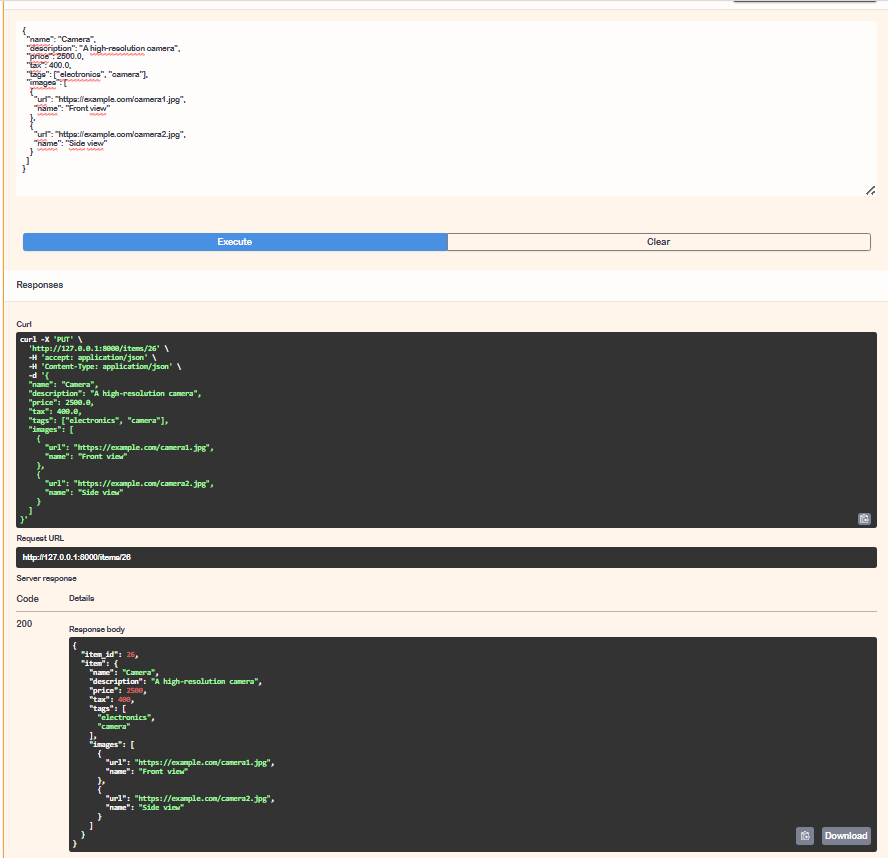 {
  "name": "Camera",
  "description": "A high-resolution camera",
  "price": 2500.0,
  "tax": 400.0,
  "tags": ["electronics", "camera"],
  "images": [
    {
      "url": "https://example.com/camera1.jpg",
      "name": "Front view"
    },
    {
      "url": "https://example.com/camera2.jpg",
      "name": "Side view"
    }
  ]
}
Execute Clear
Responses
Curl
curl -X 'PUT' \
  'http://127.0.0.1:8000/items/26' \
  -H 'accept: application/json' \
  -H 'Content-Type: application/json' \
  -d '{
  "name": "Camera",
  "description": "A high-resolution camera",
  "price": 2500.0,
  "tax": 400.0,
  "tags": ["electronics", "camera"],
  "images": [
    {
      "url": "https://example.com/camera1.jpg",
      "name": "Front view"
    },
    {
      "url": "https://example.com/camera2.jpg",
      "name": "Side view"
    }
  ]
}'
Request URL
http://127.0.0.1:8000/items/26
Server response
Code Details
200
Response body
{
  "item_id": 26,
  "item": {
    "name": "Camera",
    "description": "A high-resolution camera",
    "price": 2500,
    "tax": 400,
    "tags": [
      "electronics",
      "camera"
    ],
    "images": [
      {
        "url": "https://example.com/camera1.jpg",
        "name": "Front view"
      },
      {
        "url": "https://example.com/camera2.jpg",
        "name": "Side view"
      }
    ]
  }
}
Download